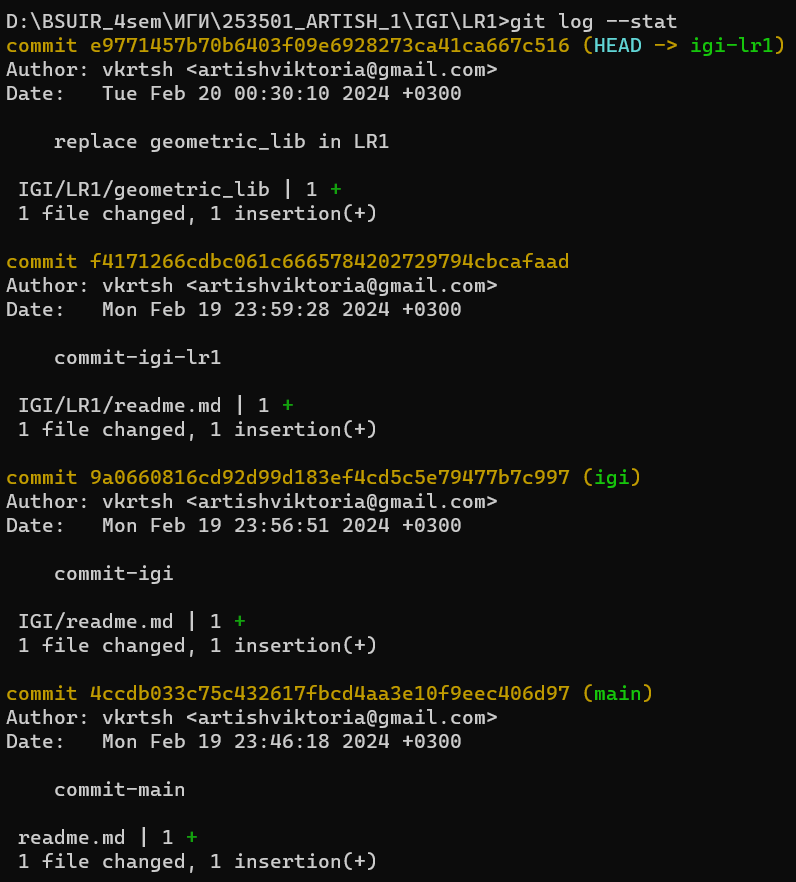 D:\BSUIR_4sem\ИГИ\253501_ARTISH_1\IGI\LR1>git log --stat
commit e9771457b70b6403f09e6928273ca41ca667c516 (HEAD -> igi-lr1)
Author: vkrtsh <artishviktoria@gmail.com>
Date:   Tue Feb 20 00:30:10 2024 +0300

    replace geometric_lib in LR1

 IGI/LR1/geometric_lib | 1 +
 1 file changed, 1 insertion(+)

commit f4171266cdbc061c6665784202729794cbcafaad
Author: vkrtsh <artishviktoria@gmail.com>
Date:   Mon Feb 19 23:59:28 2024 +0300

    commit-igi-lr1

 IGI/LR1/readme.md | 1 +
 1 file changed, 1 insertion(+)

commit 9a0660816cd92d99d183ef4cd5c5e79477b7c997 (igi)
Author: vkrtsh <artishviktoria@gmail.com>
Date:   Mon Feb 19 23:56:51 2024 +0300

    commit-igi

 IGI/readme.md | 1 +
 1 file changed, 1 insertion(+)

commit 4ccdb033c75c432617fbcd4aa3e10f9eec406d97 (main)
Author: vkrtsh <artishviktoria@gmail.com>
Date:   Mon Feb 19 23:46:18 2024 +0300

    commit-main

 readme.md | 1 +
 1 file changed, 1 insertion(+)